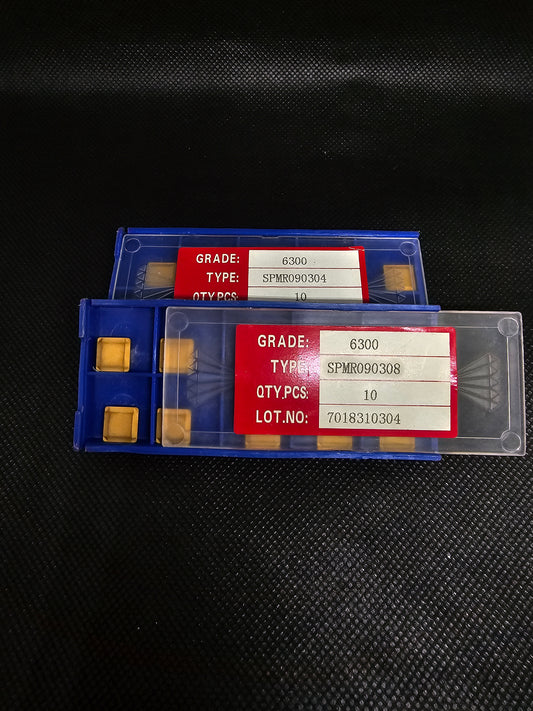 GRADE: 6300
TYPE: SPMR090304
QTY.PCS 10
GRADE: 6300
TYPE: SPMR090308
QTY.PCS: 10
LOT.NO: 7018310304